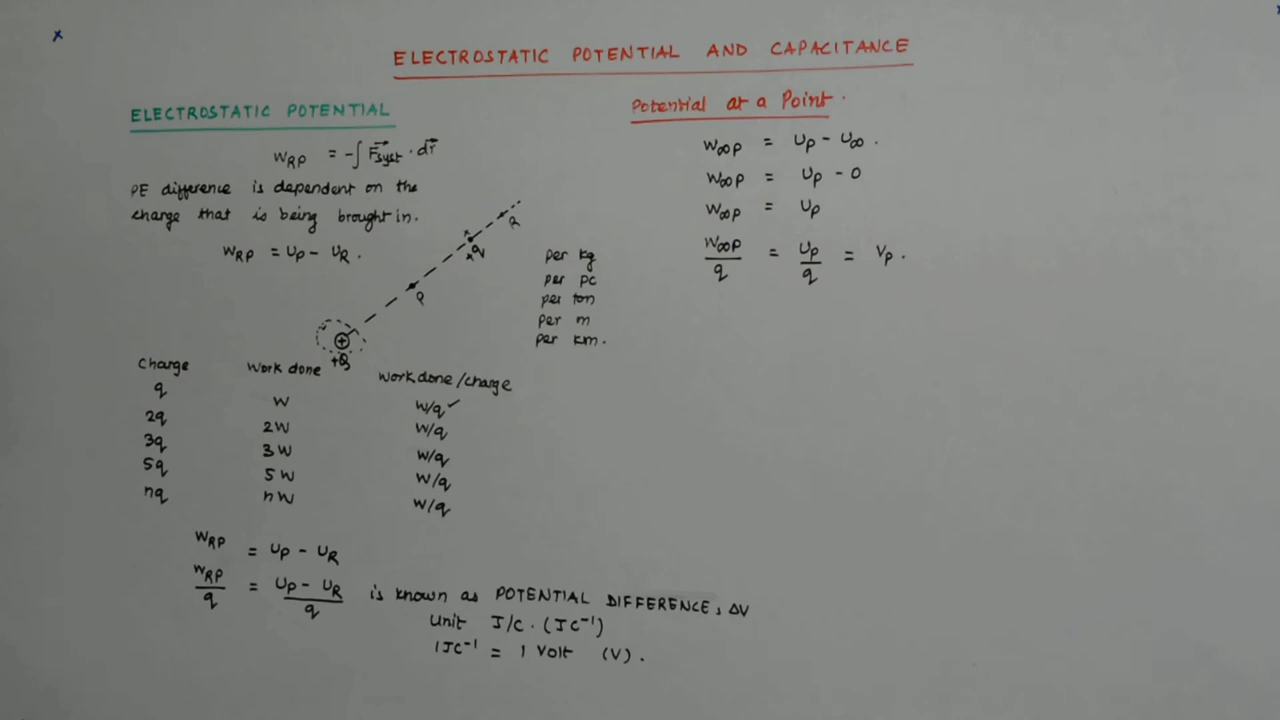 ELECTROSTATIC POTENTIAL AND CAPACITANCE
ELECTROSTATIC POTENTIAL
W_RP = -∫ F⃗_syst · dr⃗
PE difference is dependent on the
charge that is being brought in.
W_RP = U_P - U_R .
R
q
P
+Q
per kg
per pc
per ton
per m
per km.
Charge Work done Work done/charge
q W W/q ✓
2q 2W W/q
3q 3W W/q
5q 5W W/q
nq nW W/q
W_RP = U_P - U_R
W_RP/q = (U_P - U_R)/q is known as POTENTIAL DIFFERENCE, ΔV
Unit J/C. (JC⁻¹)
1JC⁻¹ = 1 Volt (V).
Potential at a Point.
W_∞P = U_P - U_∞ .
W_∞P = U_P - 0
W_∞P = U_P
W_∞P/q = U_P/q = V_P .